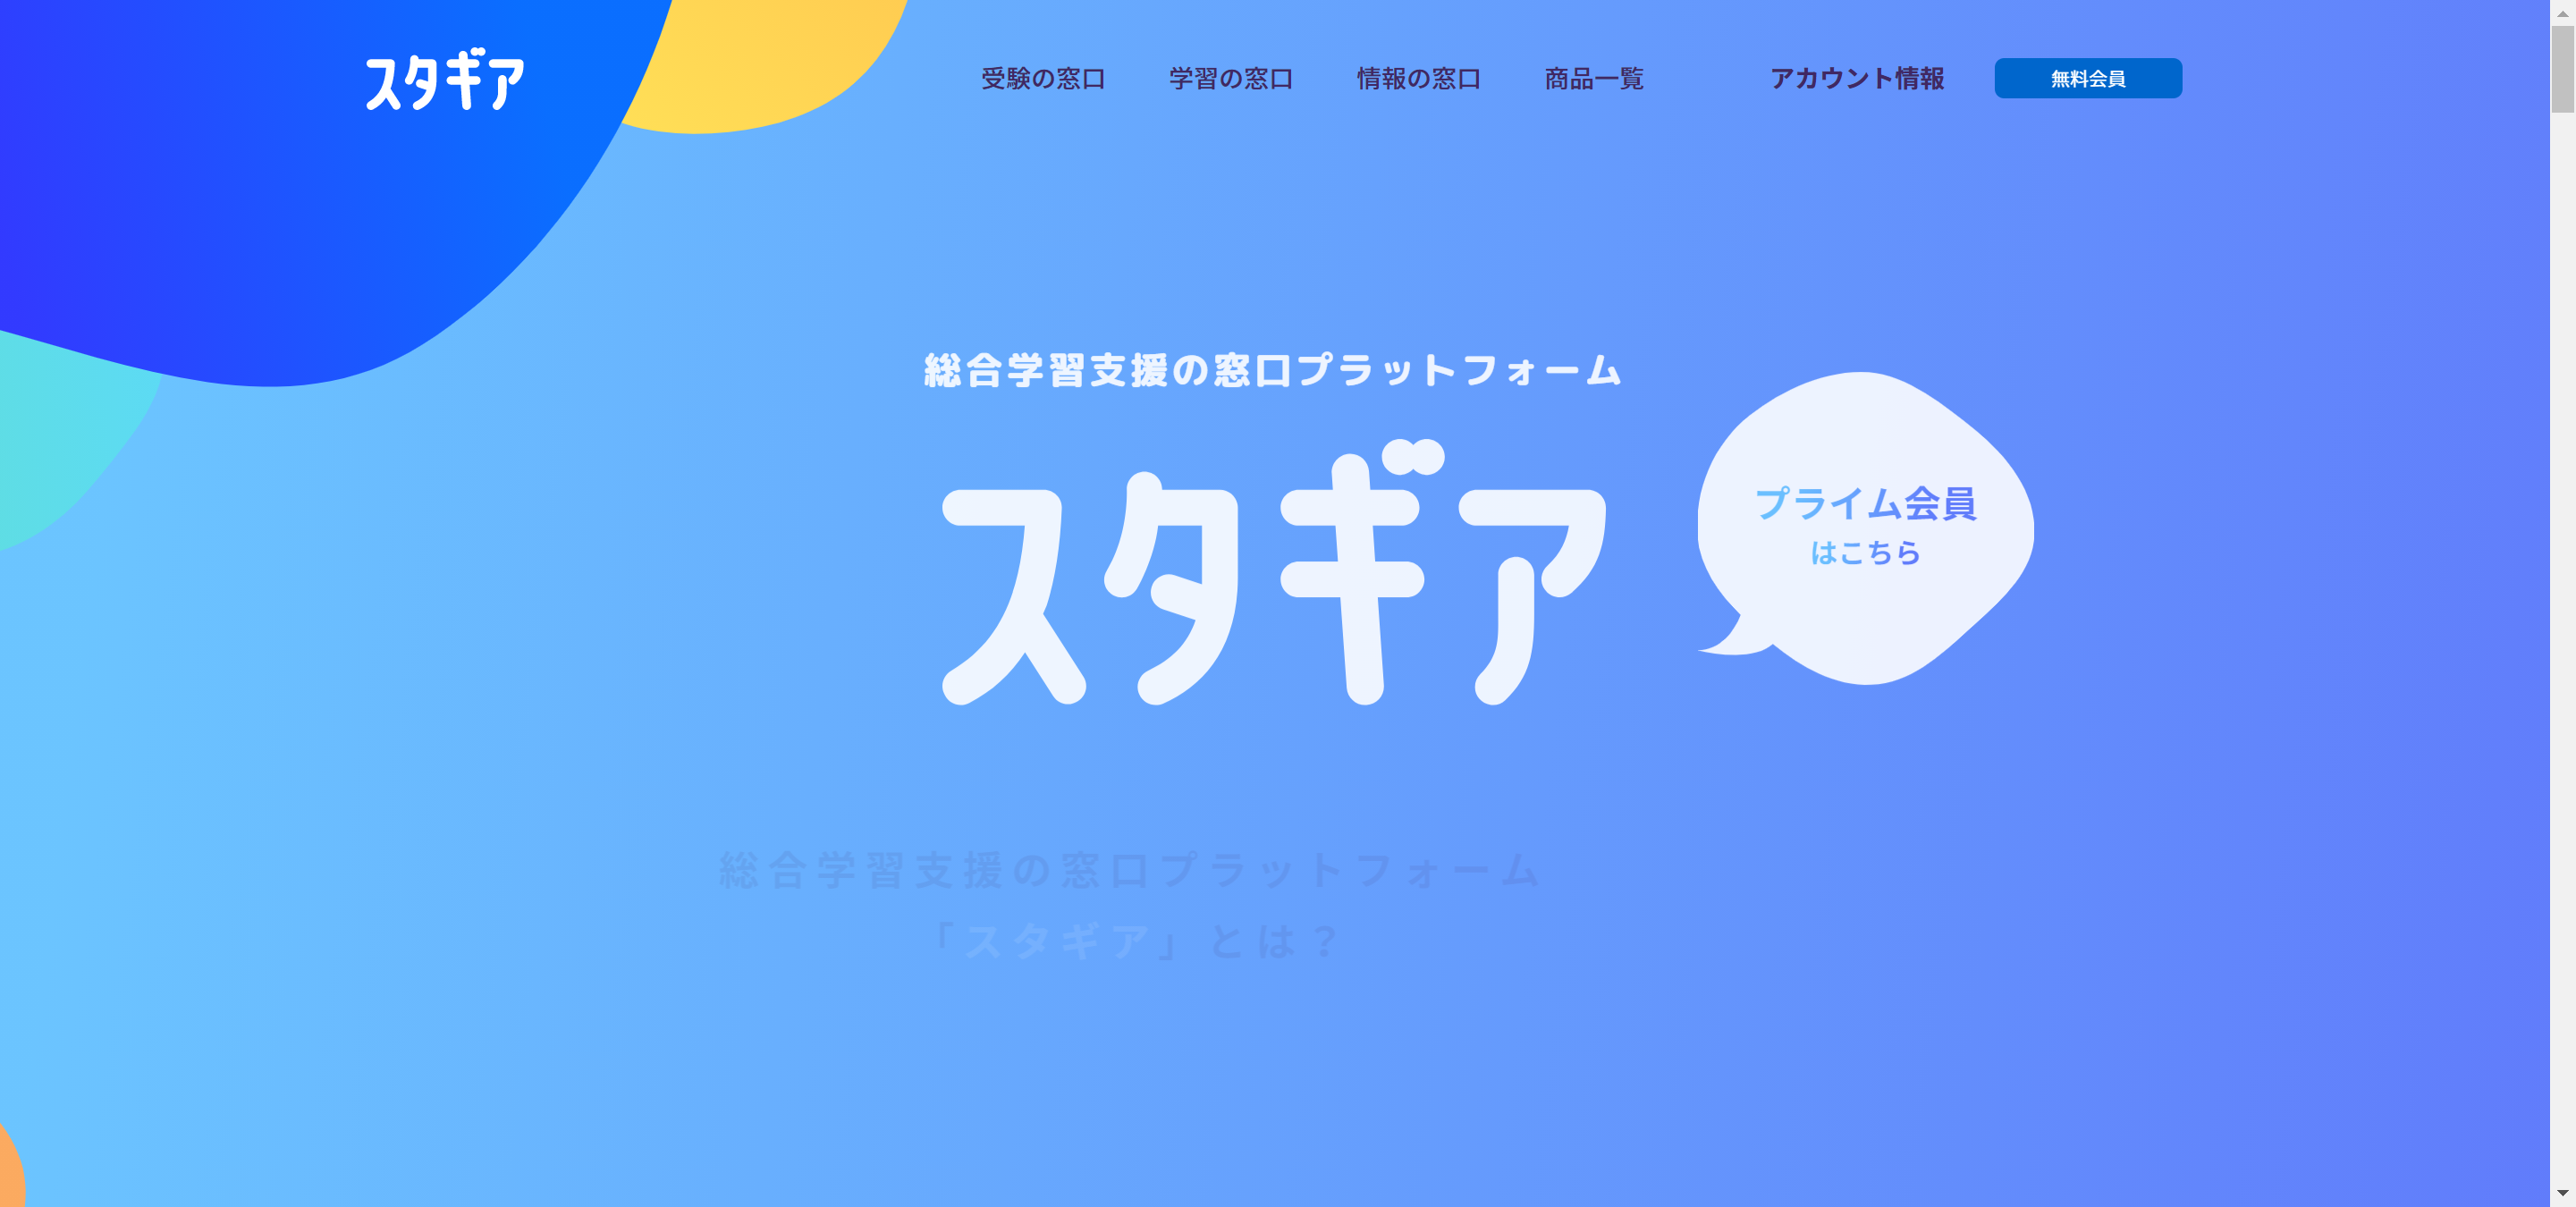 スタギア
受験の窓口 学習の窓口 情報の窓口 商品一覧 アカウント情報 無料会員
総合学習支援の窓口プラットフォーム
スタギア
プライム会員
はこちら
総合学習支援の窓口プラットフォーム
「スタギア」とは？